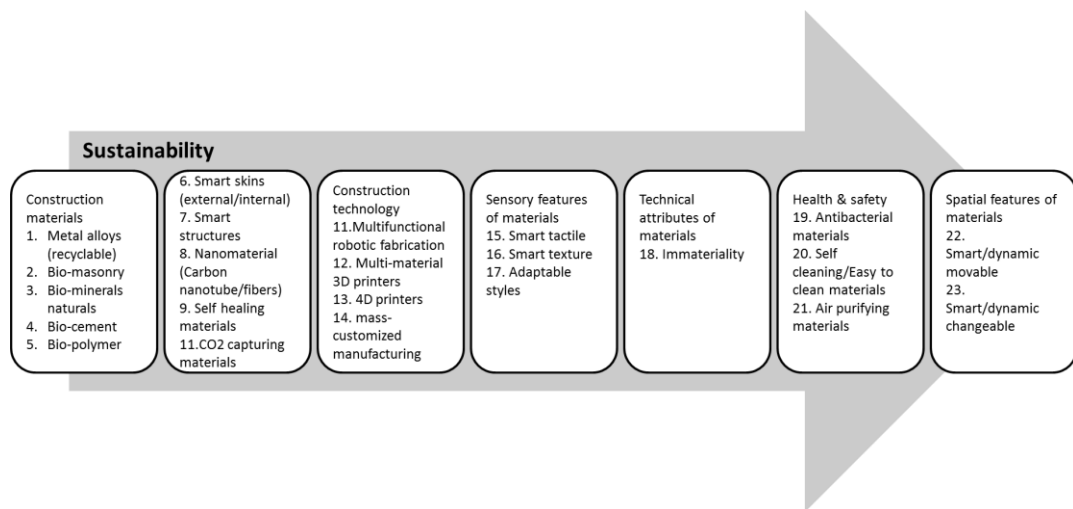 Sustainability
Construction
materials
1. Metal alloys
(recyclable)
2. Bio-masonry
3. Bio-minerals
naturals
4. Bio-cement
5. Bio-polymer
6. Smart skins
(external/internal)
7. Smart
structures
8. Nanomaterial
(Carbon
nanotube/fibers)
9. Self healing
materials
11.CO2 capturing
materials
Construction
technology
11.Multifunctional
robotic fabrication
12. Multi-material
3D printers
13. 4D printers
14. mass-
customized
manufacturing
Sensory features
of materials
15. Smart tactile
16. Smart texture
17. Adaptable
styles
Technical
attributes of
materials
18. Immateriality
Health & safety
19. Antibacterial
materials
20. Self
cleaning/Easy to
clean materials
21. Air purifying
materials
Spatial features of
materials
22.
Smart/dynamic
movable
23.
Smart/dynamic
changeable